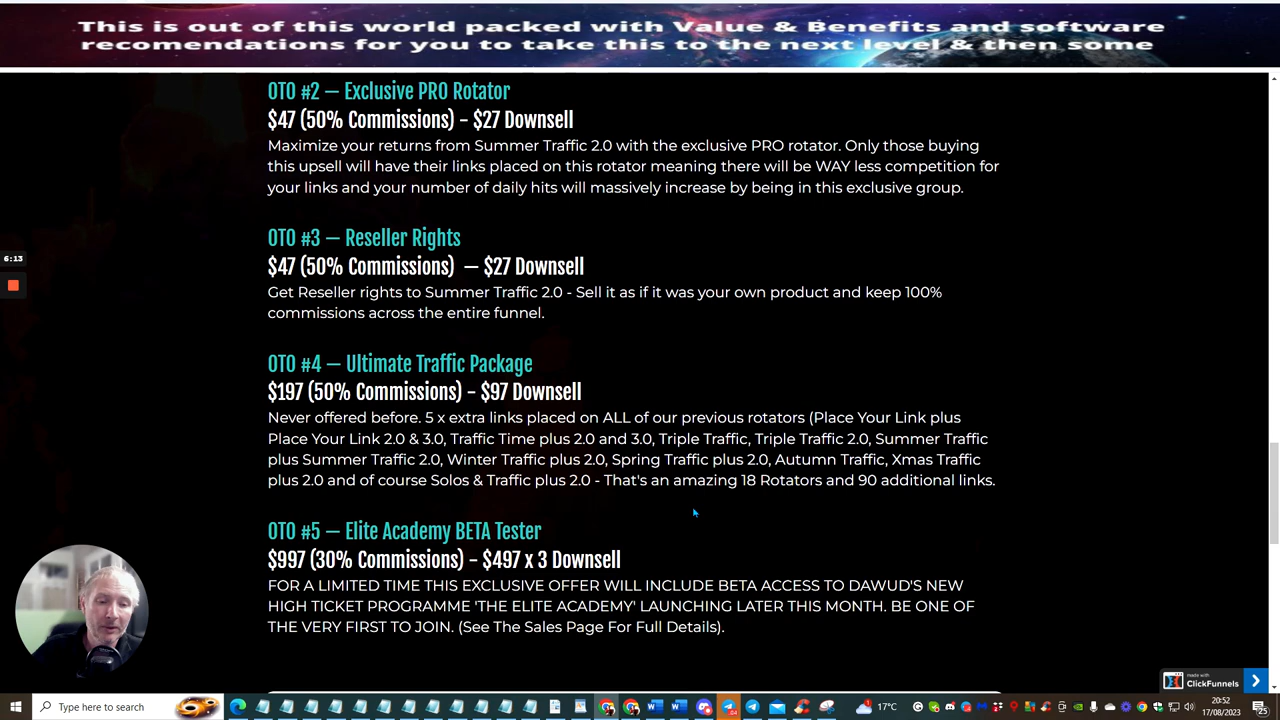 This is out of this world packed with Value & Benefits and software
recomendations for you to take this to the next level & then some
OTO #2 — Exclusive PRO Rotator
$47 (50% Commissions) - $27 Downsell
Maximize your returns from Summer Traffic 2.0 with the exclusive PRO rotator. Only those buying
this upsell will have their links placed on this rotator meaning there will be WAY less competition for
your links and your number of daily hits will massively increase by being in this exclusive group.
6:13
OTO #3 — Reseller Rights
$47 (50% Commissions) — $27 Downsell
Get Reseller rights to Summer Traffic 2.0 - Sell it as if it was your own product and keep 100%
commissions across the entire funnel.
OTO #4 — Ultimate Traffic Package
$197 (50% Commissions) - $97 Downsell
Never offered before. 5 x extra links placed on ALL of our previous rotators (Place Your Link plus
Place Your Link 2.0 & 3.0, Traffic Time plus 2.0 and 3.0, Triple Traffic, Triple Traffic 2.0, Summer Traffic
plus Summer Traffic 2.0, Winter Traffic plus 2.0, Spring Traffic plus 2.0, Autumn Traffic, Xmas Traffic
plus 2.0 and of course Solos & Traffic plus 2.0 - That's an amazing 18 Rotators and 90 additional links.
OTO #5 — Elite Academy BETA Tester
$997 (30% Commissions) - $497 x 3 Downsell
FOR A LIMITED TIME THIS EXCLUSIVE OFFER WILL INCLUDE BETA ACCESS TO DAWUD'S NEW
HIGH TICKET PROGRAMME 'THE ELITE ACADEMY' LAUNCHING LATER THIS MONTH. BE ONE OF
THE VERY FIRST TO JOIN. (See The Sales Page For Full Details).
made with
ClickFunnels
Type here to search
17°C
20:52
17/08/2023